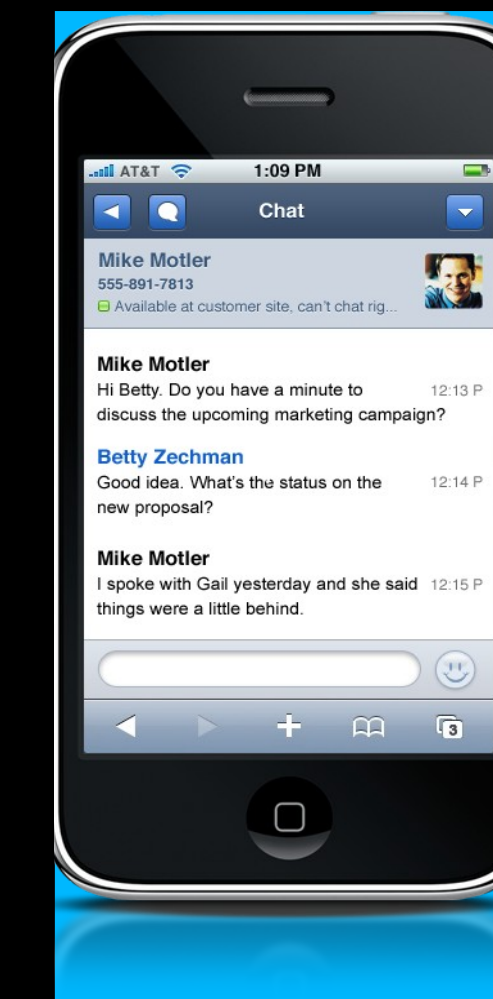 AT&T 1:09 PM
Chat
Mike Motler
555-891-7813
Available at customer site, can't chat rig...
Mike Motler
Hi Betty. Do you have a minute to 12:13 P
discuss the upcoming marketing campaign?
Betty Zechman
Good idea. What's the status on the 12:14 P
new proposal?
Mike Motler
I spoke with Gail yesterday and she said 12:15 P
things were a little behind.
3